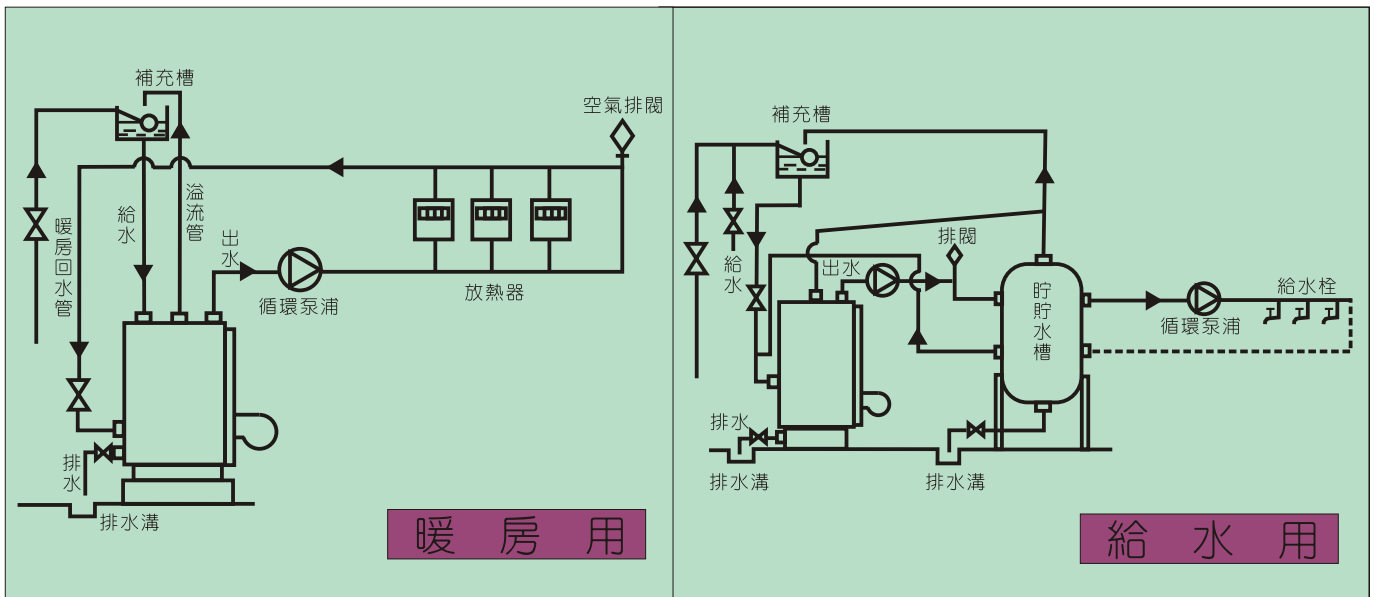 補充槽
空氣排閥
暖房回水管
給水
溢流管
出水
循環泵浦
放熱器
排水
排水溝
暖房用
補充槽
給水
排閥
出水
貯貯水槽
循環泵浦
給水栓
排水
排水溝
排水溝
給水用